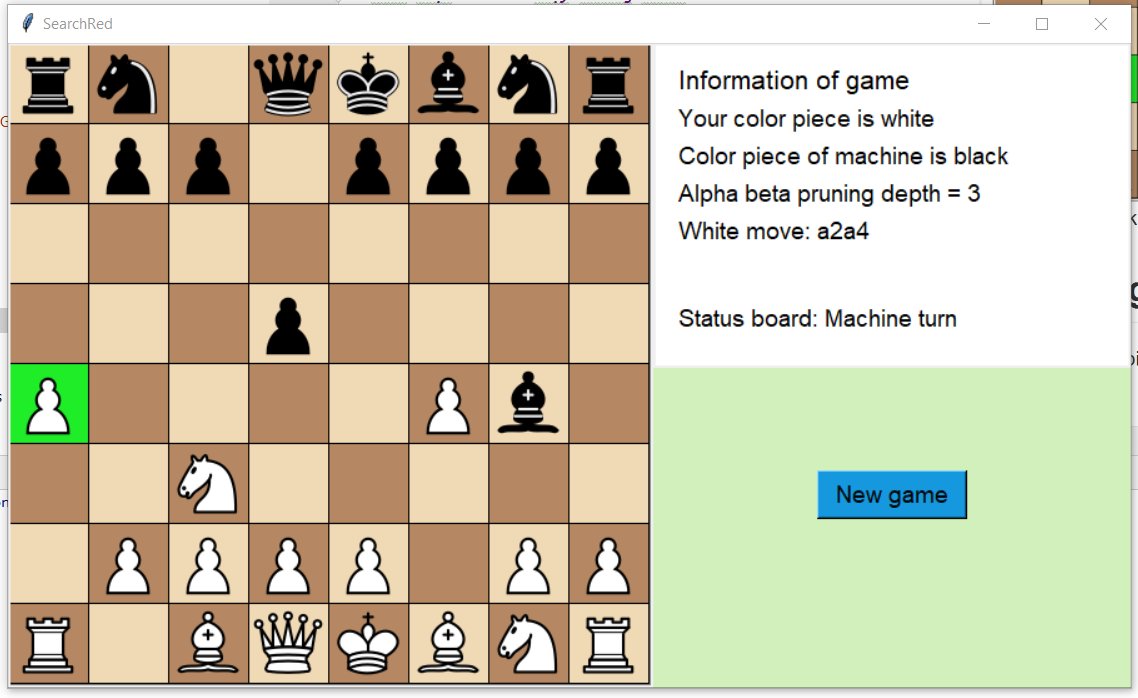 SearchRed
Information of game
Your color piece is white
Color piece of machine is black
Alpha beta pruning depth = 3
White move: a2a4
Status board: Machine turn
New game